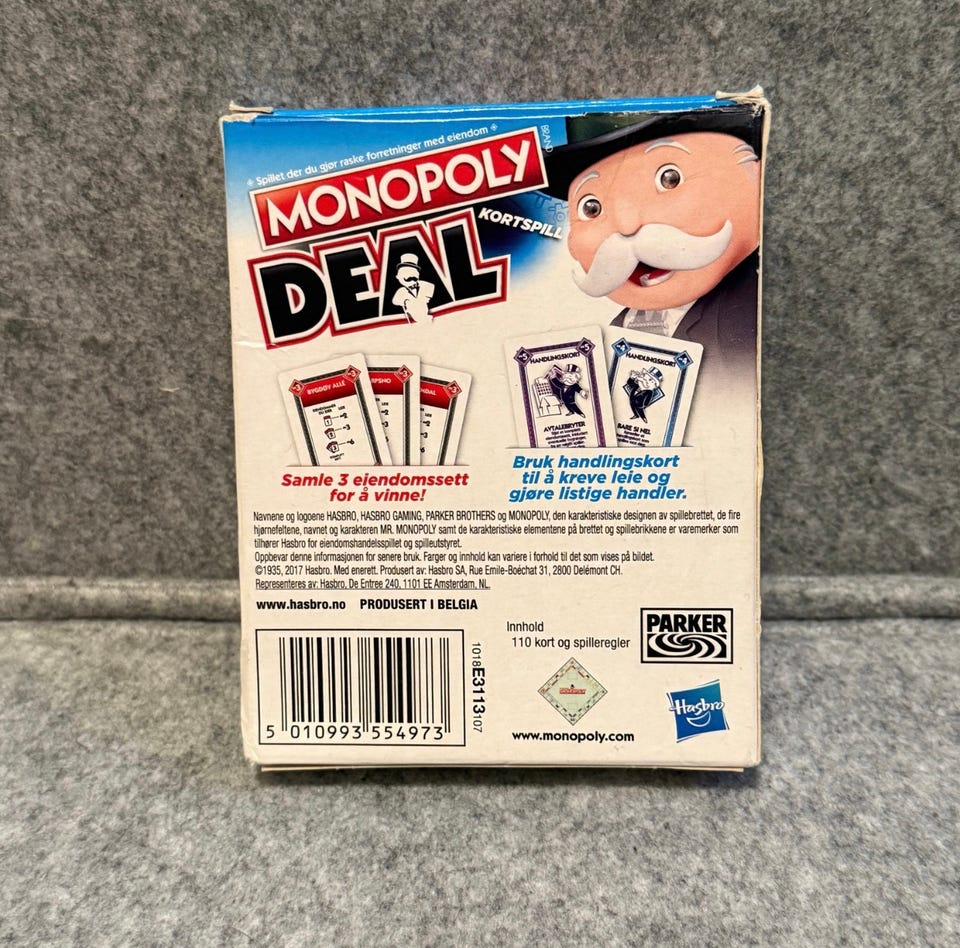 Spillet der du gjør raske forretninger med eiendom
MONOPOLY
BRAND
DEAL
KORTSPILL
BYGDØY ALLE
HANDLINGSKORT
HANDLINGSKORT
AVTALEBRYTER
BARE SI NEI.
Samle 3 eiendomssett
for å vinne!
Bruk handlingskort
til å kreve leie og
gjøre listige handler.
Navnene og logoene HASBRO, HASBRO GAMING, PARKER BROTHERS og MONOPOLY, den karakteristiske designen av spillebrettet, de fire
hjørnefeltene, navnet og karakteren MR. MONOPOLY samt de karakteristiske elementene på brettet og spillebrikkene er varemerker som
tilhører Hasbro for eiendomshandelsspillet og spilleutstyret.
Oppbevar denne informasjonen for senere bruk. Farger og innhold kan variere i forhold til det som vises på bildet.
©1935, 2017 Hasbro. Med enerett. Produsert av: Hasbro SA, Rue Emile-Boéchat 31, 2800 Delémont CH.
Representeres av: Hasbro, De Entree 240, 1101 EE Amsterdam, NL.
www.hasbro.no PRODUSERT I BELGIA
5 010993 554973
1018E3113107
Innhold
110 kort og spilleregler
PARKER
MONOPOLY
www.monopoly.com
Hasbro